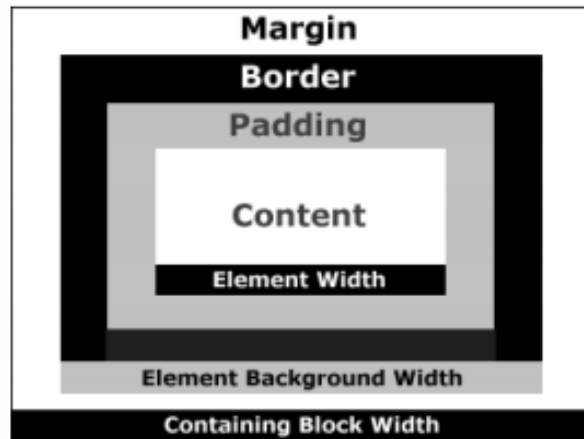 Margin
Border
Padding
Content
Element Width
Element Background Width
Containing Block Width